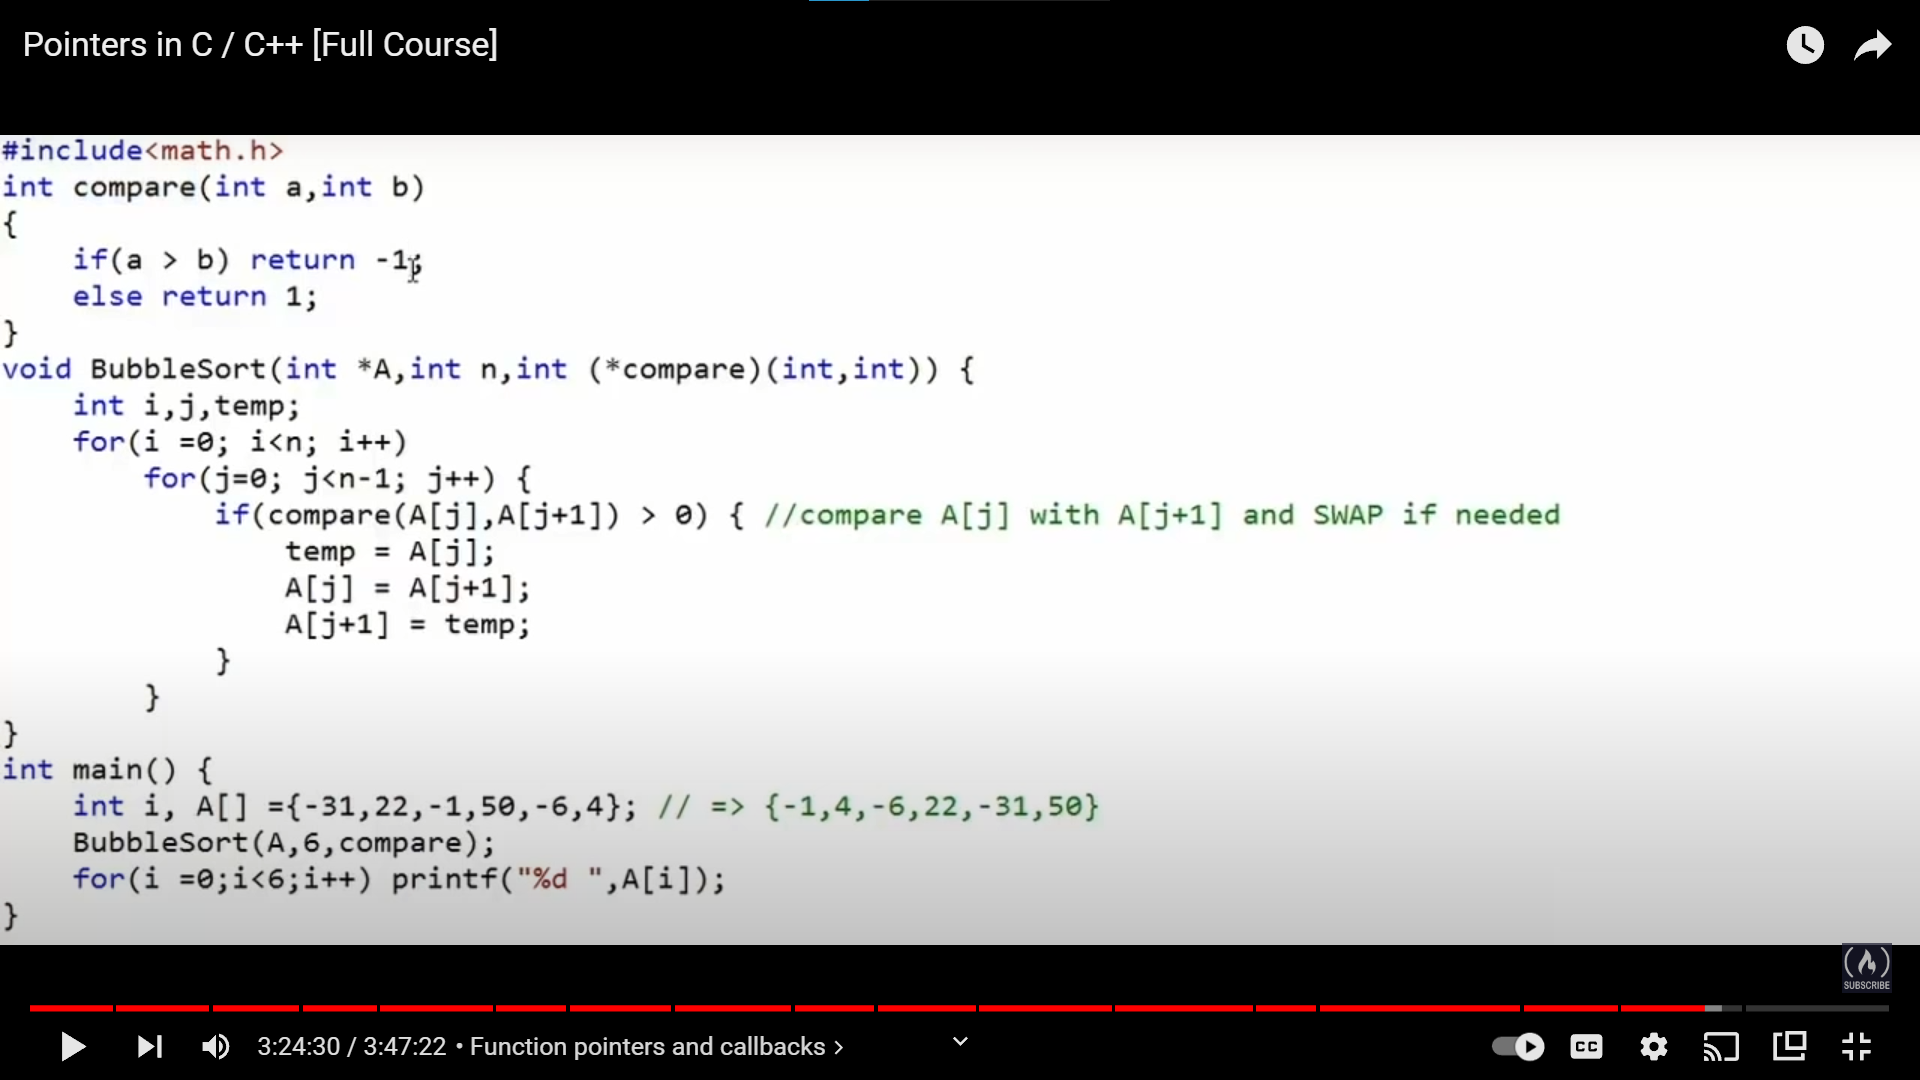 Pointers in C / C++ [Full Course]
#include<math.h>
int compare(int a,int b)
{
if(a > b) return -1;
else return 1;
}
void BubbleSort(int *A,int n,int (*compare)(int,int)) {
int i,j,temp;
for(i =0; i<n; i++)
for(j=0; j<n-1; j++) {
if(compare(A[j],A[j+1]) > 0) { //compare A[j] with A[j+1] and SWAP if needed
temp = A[j];
A[j] = A[j+1];
A[j+1] = temp;
}
}
}
int main() {
int i, A[] ={-31,22,-1,50,-6,4}; // => {-1,4,-6,22,-31,50}
BubbleSort(A,6,compare);
for(i =0;i<6;i++) printf("%d ",A[i]);
}
SUBSCRIBE
3:24:30 / 3:47:22 • Function pointers and callbacks >
CC